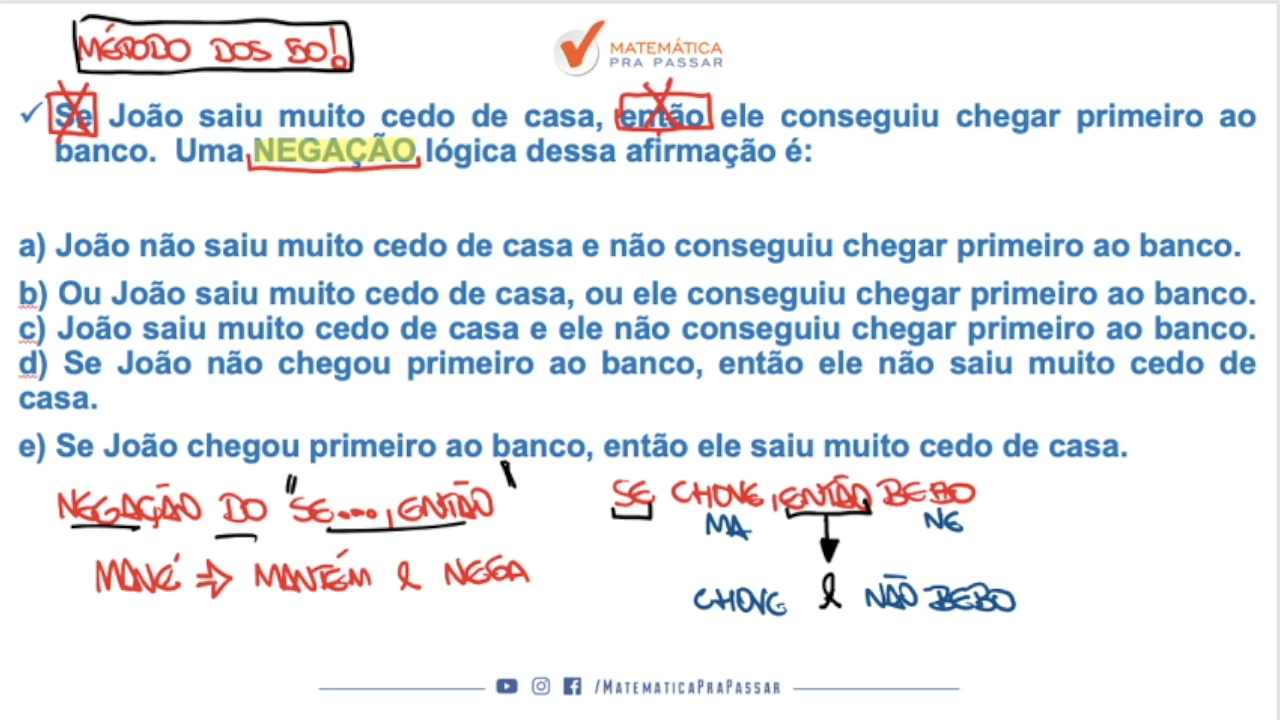 MÉTODO DOS 50!
MATEMÁTICA
PRA PASSAR
✓ Se João saiu muito cedo de casa, então ele conseguiu chegar primeiro ao
banco. Uma NEGAÇÃO lógica dessa afirmação é:
a) João não saiu muito cedo de casa e não conseguiu chegar primeiro ao banco.
b) Ou João saiu muito cedo de casa, ou ele conseguiu chegar primeiro ao banco.
c) João saiu muito cedo de casa e ele não conseguiu chegar primeiro ao banco.
d) Se João não chegou primeiro ao banco, então ele não saiu muito cedo de
casa.
e) Se João chegou primeiro ao banco, então ele saiu muito cedo de casa.
NEGAÇÃO DO "SE...,ENTÃO"
SE CHOVE, ENTÃO BEBO
MA NE
MANÉ ⇒ MANTÉM e NEGA
CHOVE e NÃO BEBO
/MATEMATICAPRAPASSAR